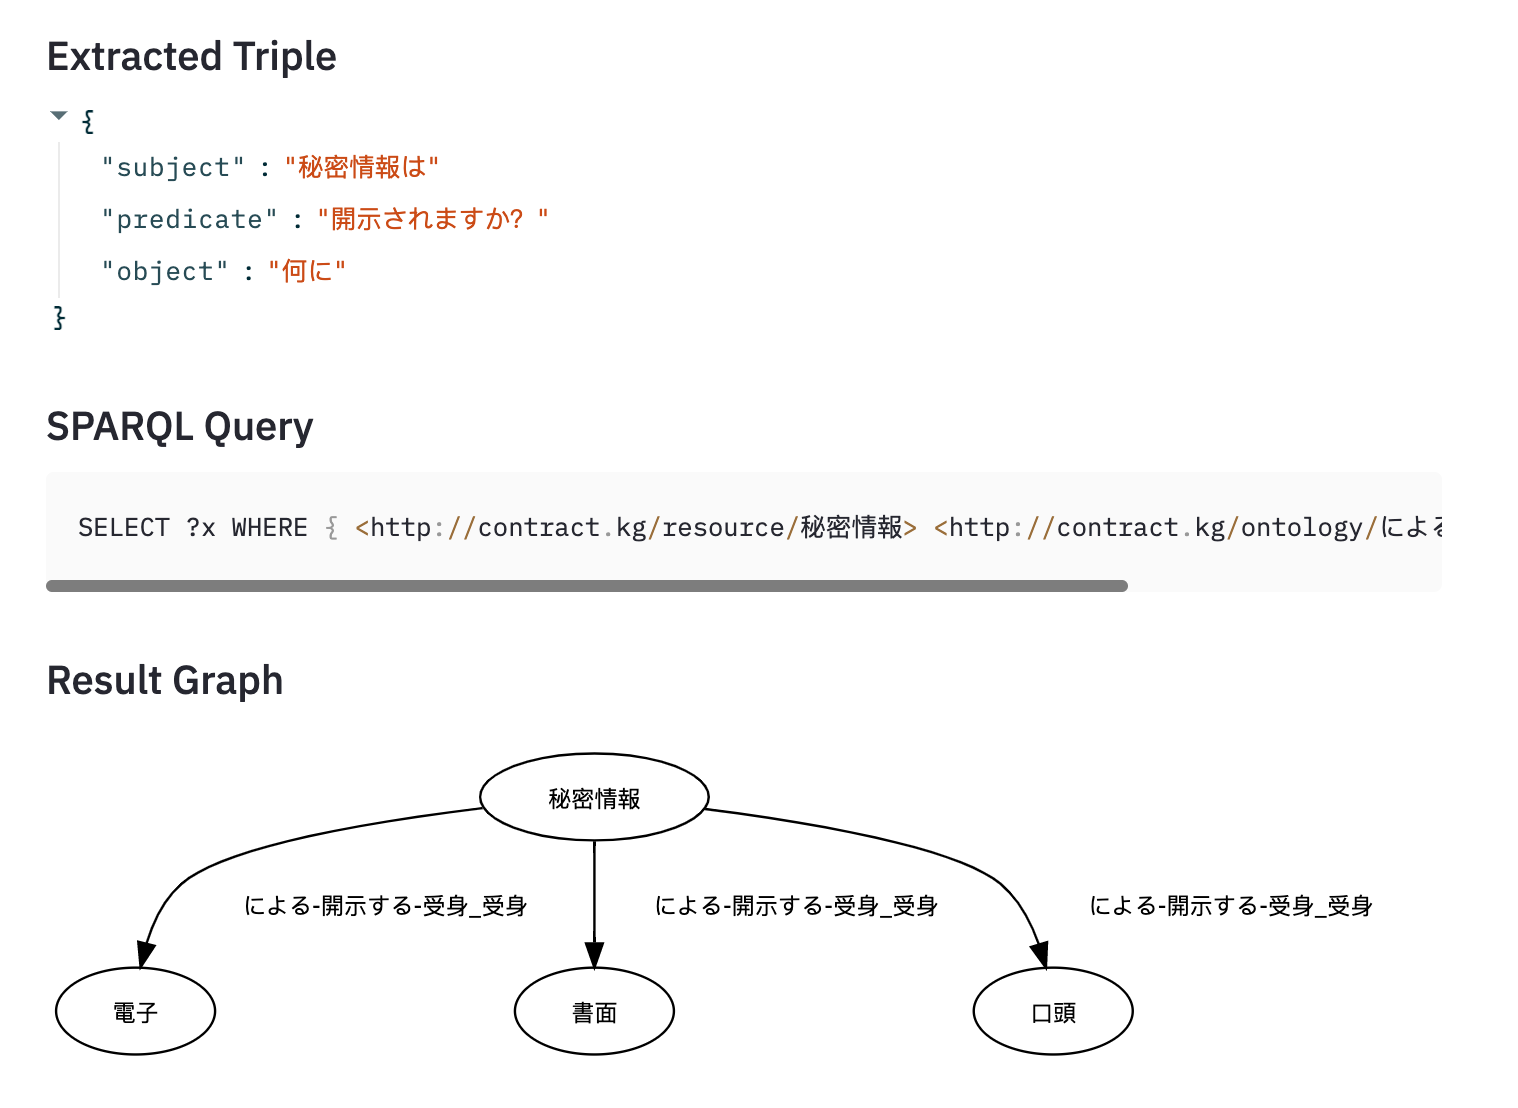 Extracted Triple
{
"subject" : "秘密情報は"
"predicate" : "開示されますか? "
"object" : "何に"
}
SPARQL Query
SELECT ?x WHERE { <http://contract.kg/resource/秘密情報> <http://contract.kg/ontology/によ
Result Graph
秘密情報
による-開示する-受身_受身 による-開示する-受身_受身 による-開示する-受身_受身
電子 書面 口頭